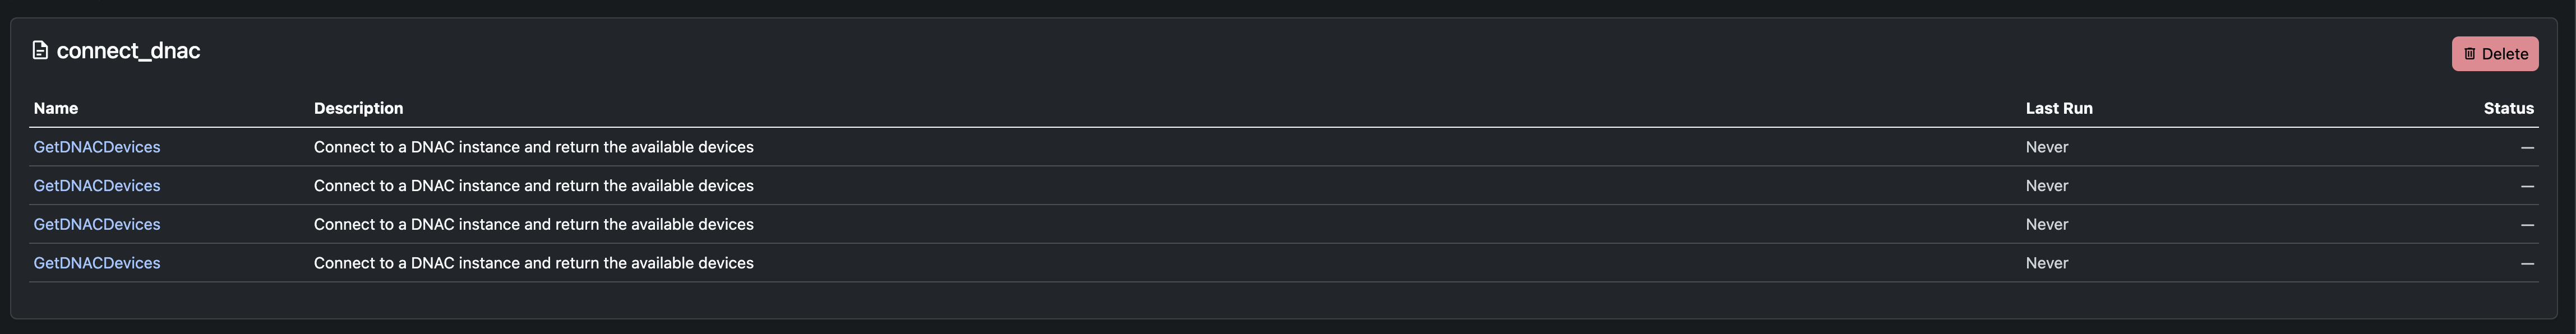 connect_dnac
Delete
Name Description Last Run Status
GetDNACDevices Connect to a DNAC instance and return the available devices Never —
GetDNACDevices Connect to a DNAC instance and return the available devices Never —
GetDNACDevices Connect to a DNAC instance and return the available devices Never —
GetDNACDevices Connect to a DNAC instance and return the available devices Never —